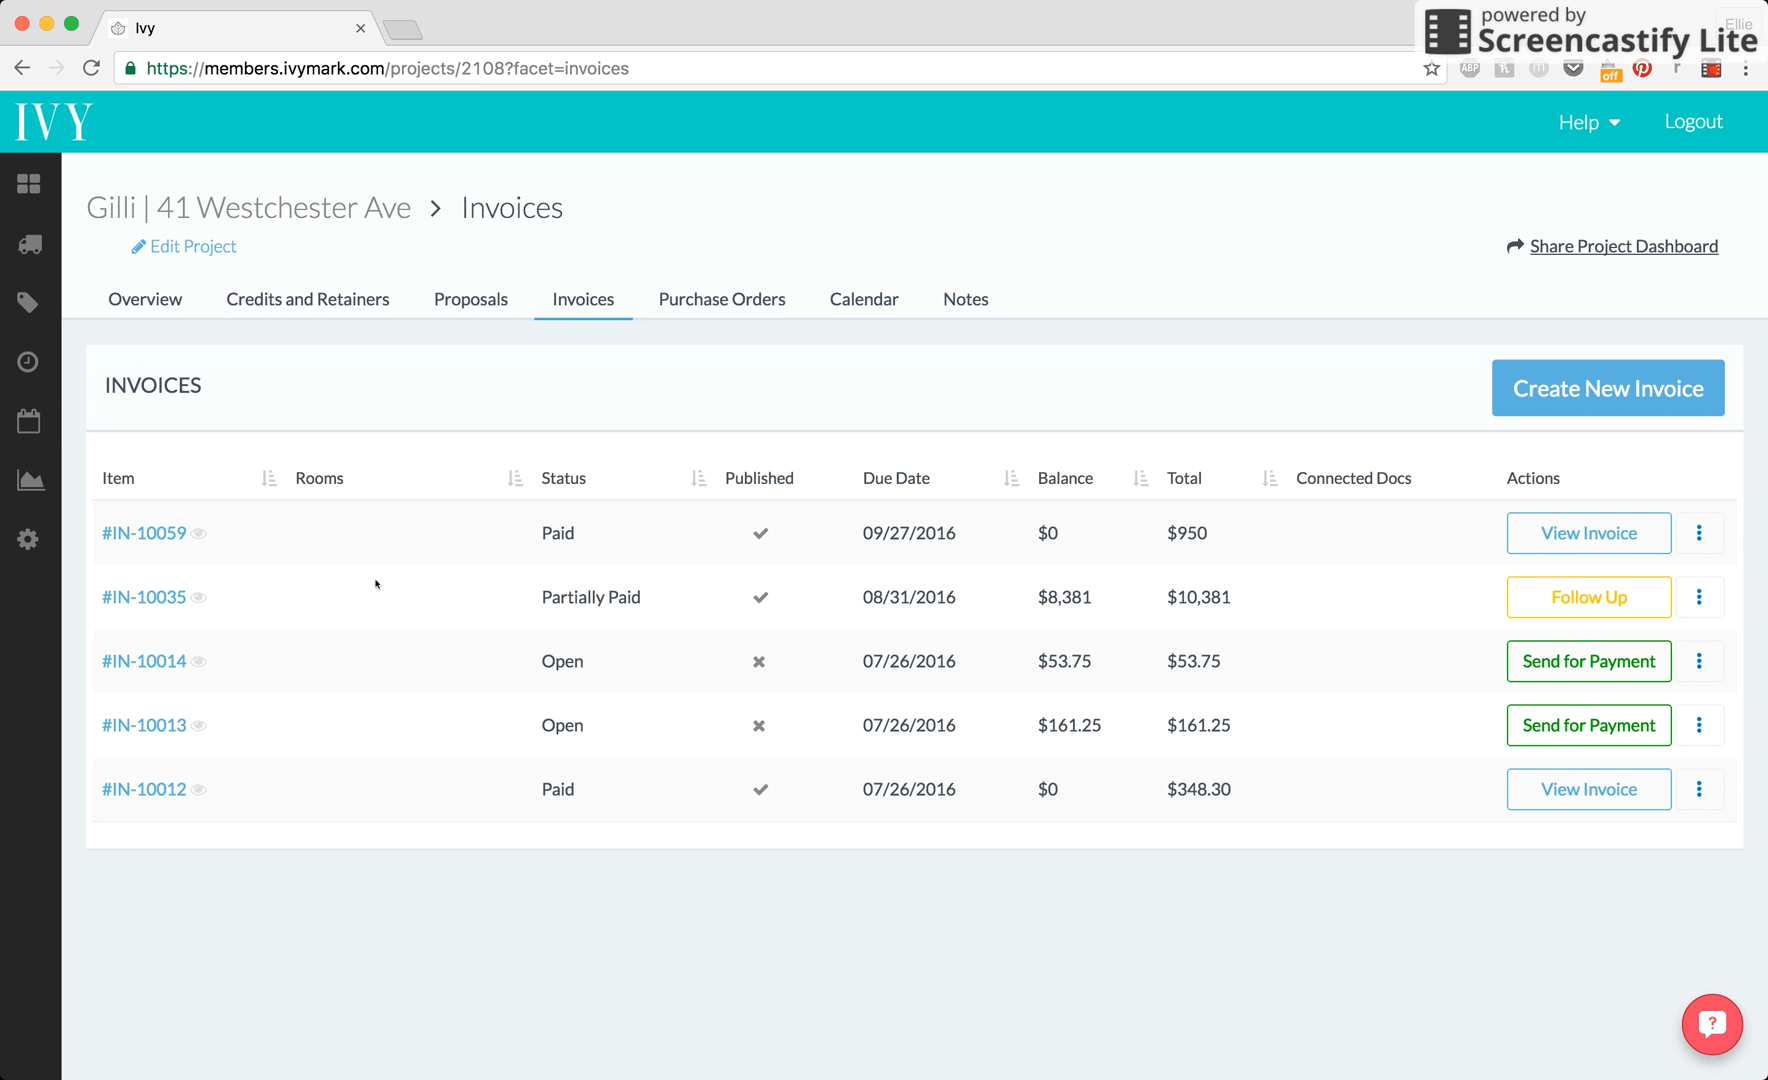 Ivy
Ellie
powered by
Screencastify Lite
https://members.ivymark.com/projects/2108?facet=invoices
ABP
off
IVY
Help
Logout
Gilli | 41 Westchester Ave > Invoices
Edit Project
Share Project Dashboard
Overview Credits and Retainers Proposals Invoices Purchase Orders Calendar Notes
INVOICES
Create New Invoice
Item Rooms Status Published Due Date Balance Total Connected Docs Actions
#IN-10059 Paid 09/27/2016 $0 $950 View Invoice
#IN-10035 Partially Paid 08/31/2016 $8,381 $10,381 Follow Up
#IN-10014 Open 07/26/2016 $53.75 $53.75 Send for Payment
#IN-10013 Open 07/26/2016 $161.25 $161.25 Send for Payment
#IN-10012 Paid 07/26/2016 $0 $348.30 View Invoice
?